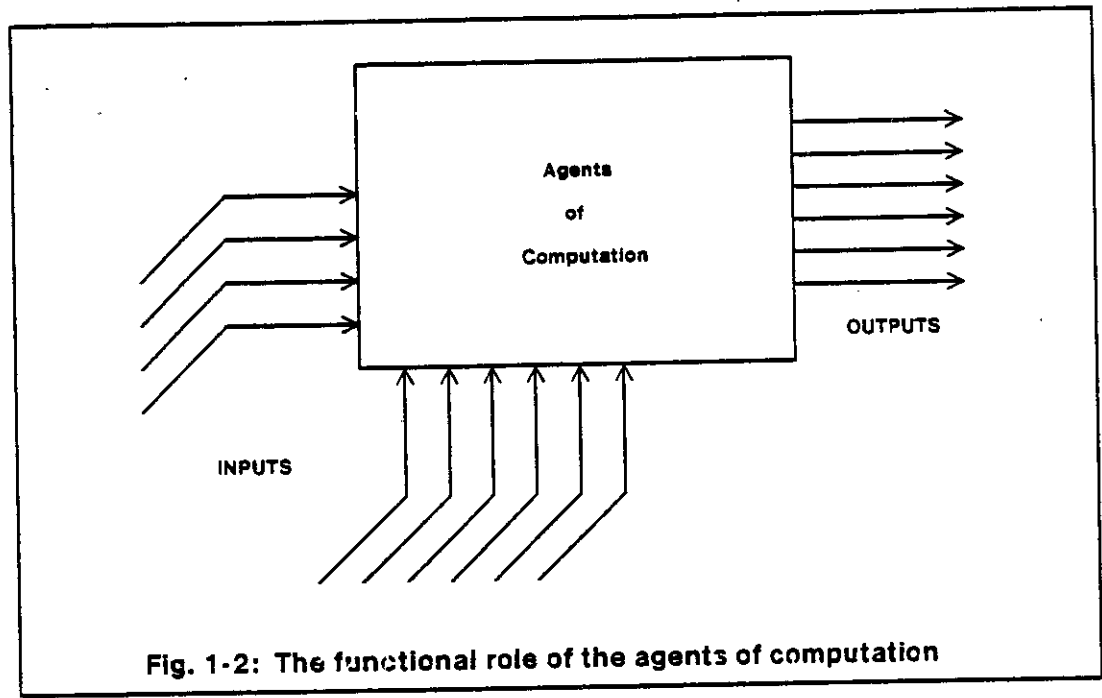 Agents
of
Computation
OUTPUTS
INPUTS
Fig. 1-2: The functional role of the agents of computation